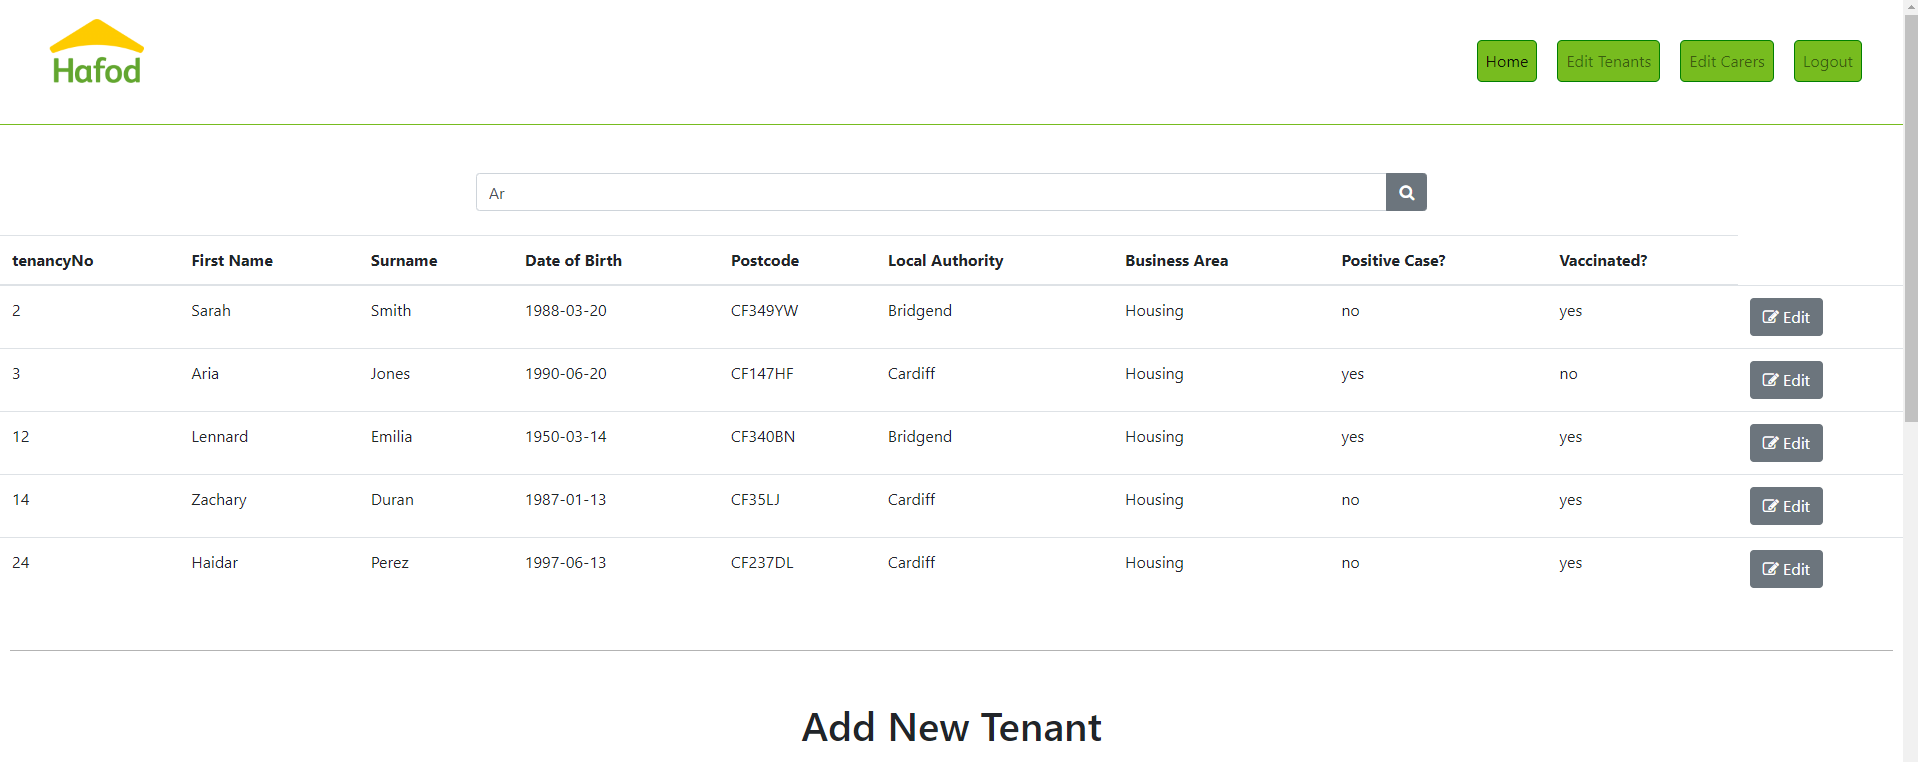 Hafod
Home Edit Tenants Edit Carers Logout
Ar
tenancyNo First Name Surname Date of Birth Postcode Local Authority Business Area Positive Case? Vaccinated?
2 Sarah Smith 1988-03-20 CF349YW Bridgend Housing no yes Edit
3 Aria Jones 1990-06-20 CF147HF Cardiff Housing yes no Edit
12 Lennard Emilia 1950-03-14 CF340BN Bridgend Housing yes yes Edit
14 Zachary Duran 1987-01-13 CF35LJ Cardiff Housing no yes Edit
24 Haidar Perez 1997-06-13 CF237DL Cardiff Housing no yes Edit
Add New Tenant